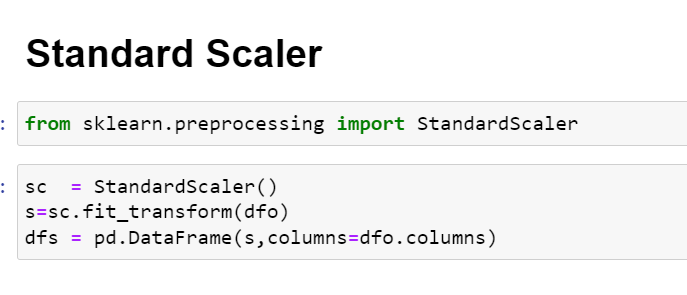 Standard Scaler
: from sklearn.preprocessing import StandardScaler
: sc  = StandardScaler()
s=sc.fit_transform(dfo)
dfs = pd.DataFrame(s,columns=dfo.columns)